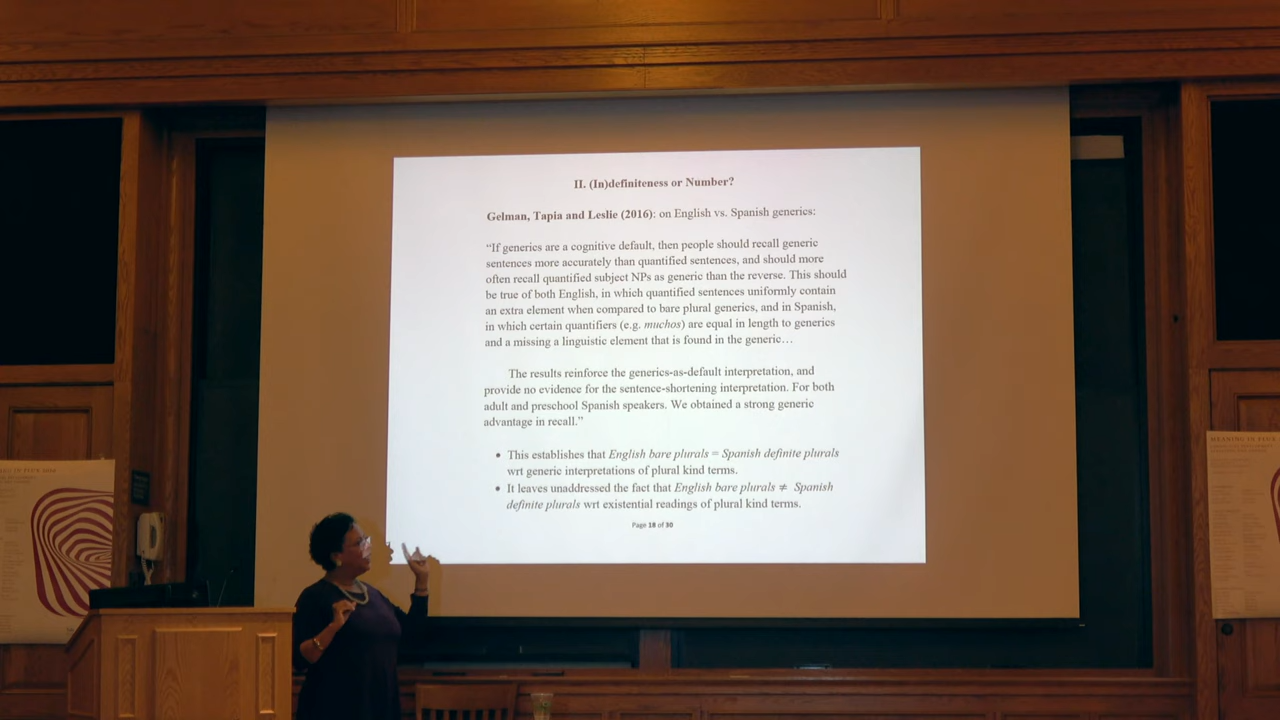 II. (In)definiteness or Number?
Gelman, Tapia and Leslie (2016): on English vs. Spanish generics:
“If generics are a cognitive default, then people should recall generic
sentences more accurately than quantified sentences, and should more
often recall quantified subject NPs as generic than the reverse. This should
be true of both English, in which quantified sentences uniformly contain
an extra element when compared to bare plural generics, and in Spanish,
in which certain quantifiers (e.g. muchos) are equal in length to generics
and a missing a linguistic element that is found in the generic…
The results reinforce the generics-as-default interpretation, and
provide no evidence for the sentence-shortening interpretation. For both
adult and preschool Spanish speakers. We obtained a strong generic
advantage in recall.”
• This establishes that English bare plurals = Spanish definite plurals
wrt generic interpretations of plural kind terms.
• It leaves unaddressed the fact that English bare plurals ≠ Spanish
definite plurals wrt existential readings of plural kind terms.
Page 18 of 30
MEANING IN FLUX